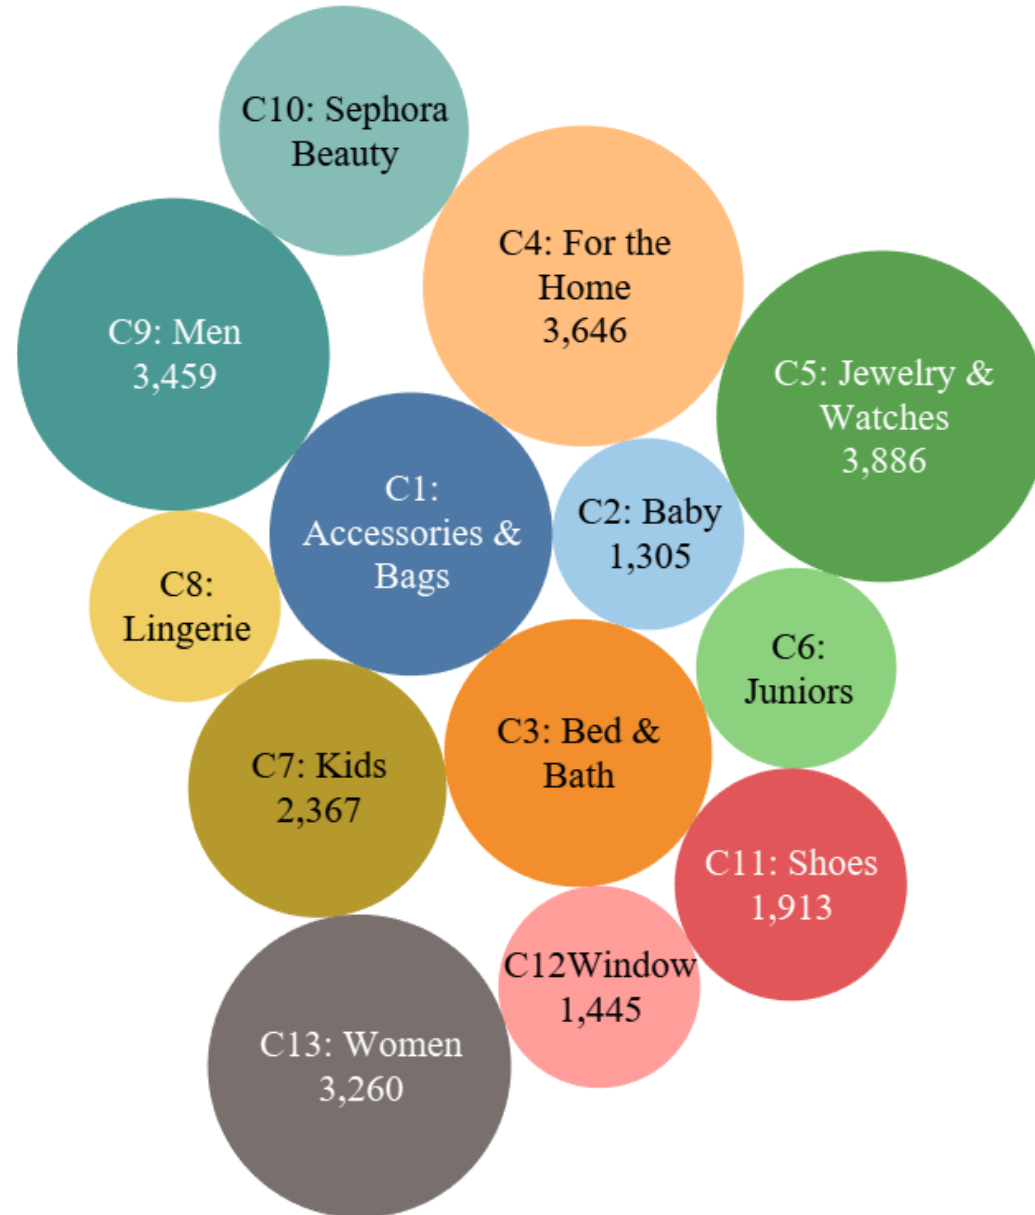 C10: Sephora
Beauty
C4: For the
Home
3,646
C9: Men
3,459
C5: Jewelry &
Watches
3,886
C1:
Accessories &
Bags
C2: Baby
1,305
C8:
Lingerie
C6:
Juniors
C3: Bed &
Bath
C7: Kids
2,367
C11: Shoes
1,913
C12Window
1,445
C13: Women
3,260